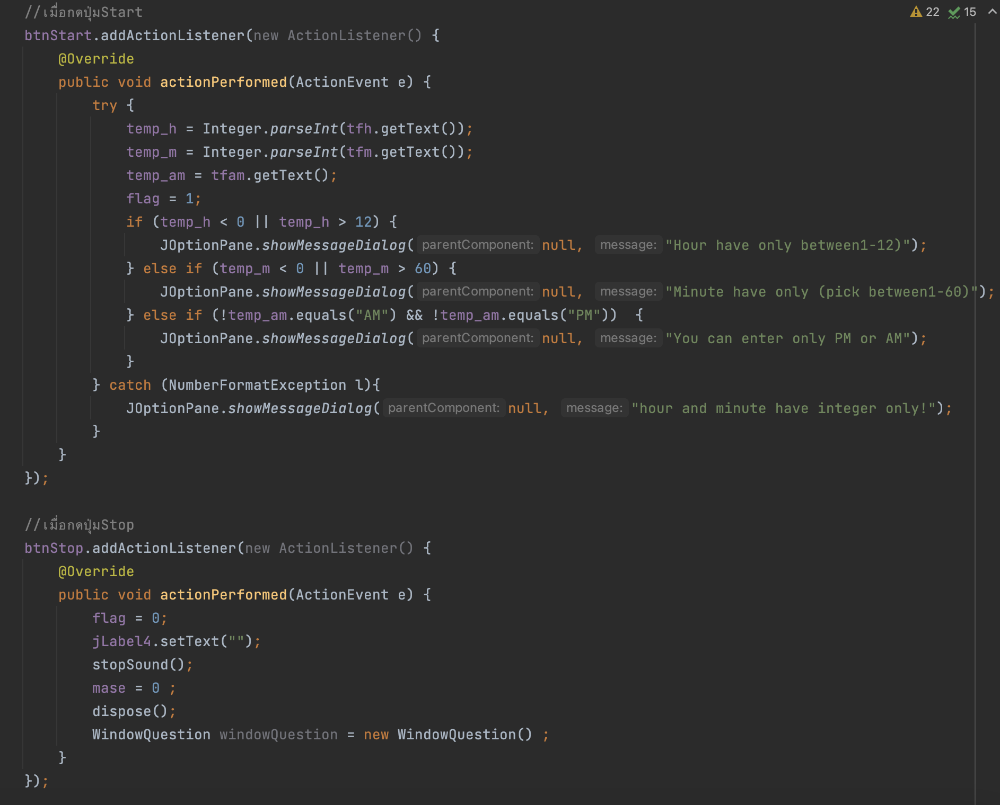 //เมื่อกดปุ่มStart
22 15
btnStart.addActionListener(new ActionListener() {
@Override
public void actionPerformed(ActionEvent e) {
try {
temp_h = Integer.parseInt(tfh.getText());
temp_m = Integer.parseInt(tfm.getText());
temp_am = tfam.getText();
flag = 1;
if (temp_h < 0 || temp_h > 12) {
JOptionPane.showMessageDialog( parentComponent: null, message: "Hour have only between1-12)");
} else if (temp_m < 0 || temp_m > 60) {
JOptionPane.showMessageDialog( parentComponent: null, message: "Minute have only (pick between1-60)");
} else if (!temp_am.equals("AM") && !temp_am.equals("PM"))  {
JOptionPane.showMessageDialog( parentComponent: null, message: "You can enter only PM or AM");
}
} catch (NumberFormatException l){
JOptionPane.showMessageDialog( parentComponent: null, message: "hour and minute have integer only!");
}
}
});
//เมื่อกดปุ่มStop
btnStop.addActionListener(new ActionListener() {
@Override
public void actionPerformed(ActionEvent e) {
flag = 0;
jLabel4.setText("");
stopSound();
mase = 0 ;
dispose();
WindowQuestion windowQuestion = new WindowQuestion() ;
}
});